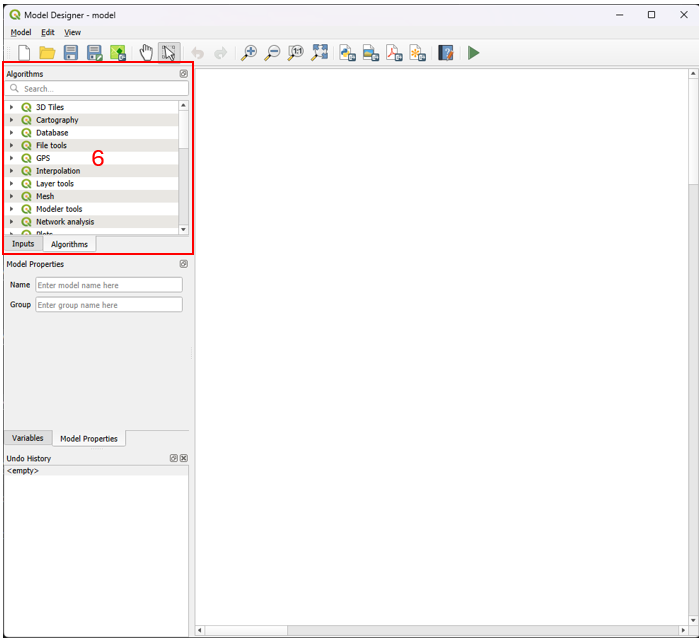 Model Designer - model
Model Edit View
Algorithms
Search...
3D Tiles
Cartography
Database
File tools
GPS
6
Interpolation
Layer tools
Mesh
Modeler tools
Network analysis
Plots
Inputs Algorithms
Model Properties
Name Enter model name here
Group Enter group name here
Variables Model Properties
Undo History
<empty>